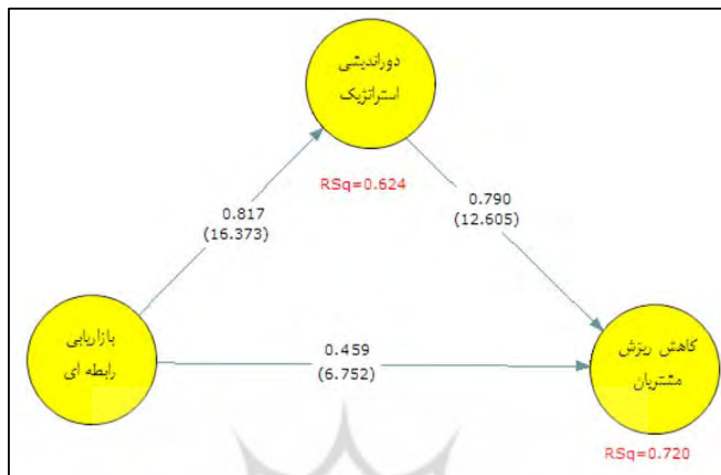 دوراندیشی
استراتژیک
RSq=0.624
0.817
(16.373)
0.790
(12.605)
بازاریابی
رابطه ای
0.459
(6.752)
کاهش ریزش
مشتریان
RSq=0.720